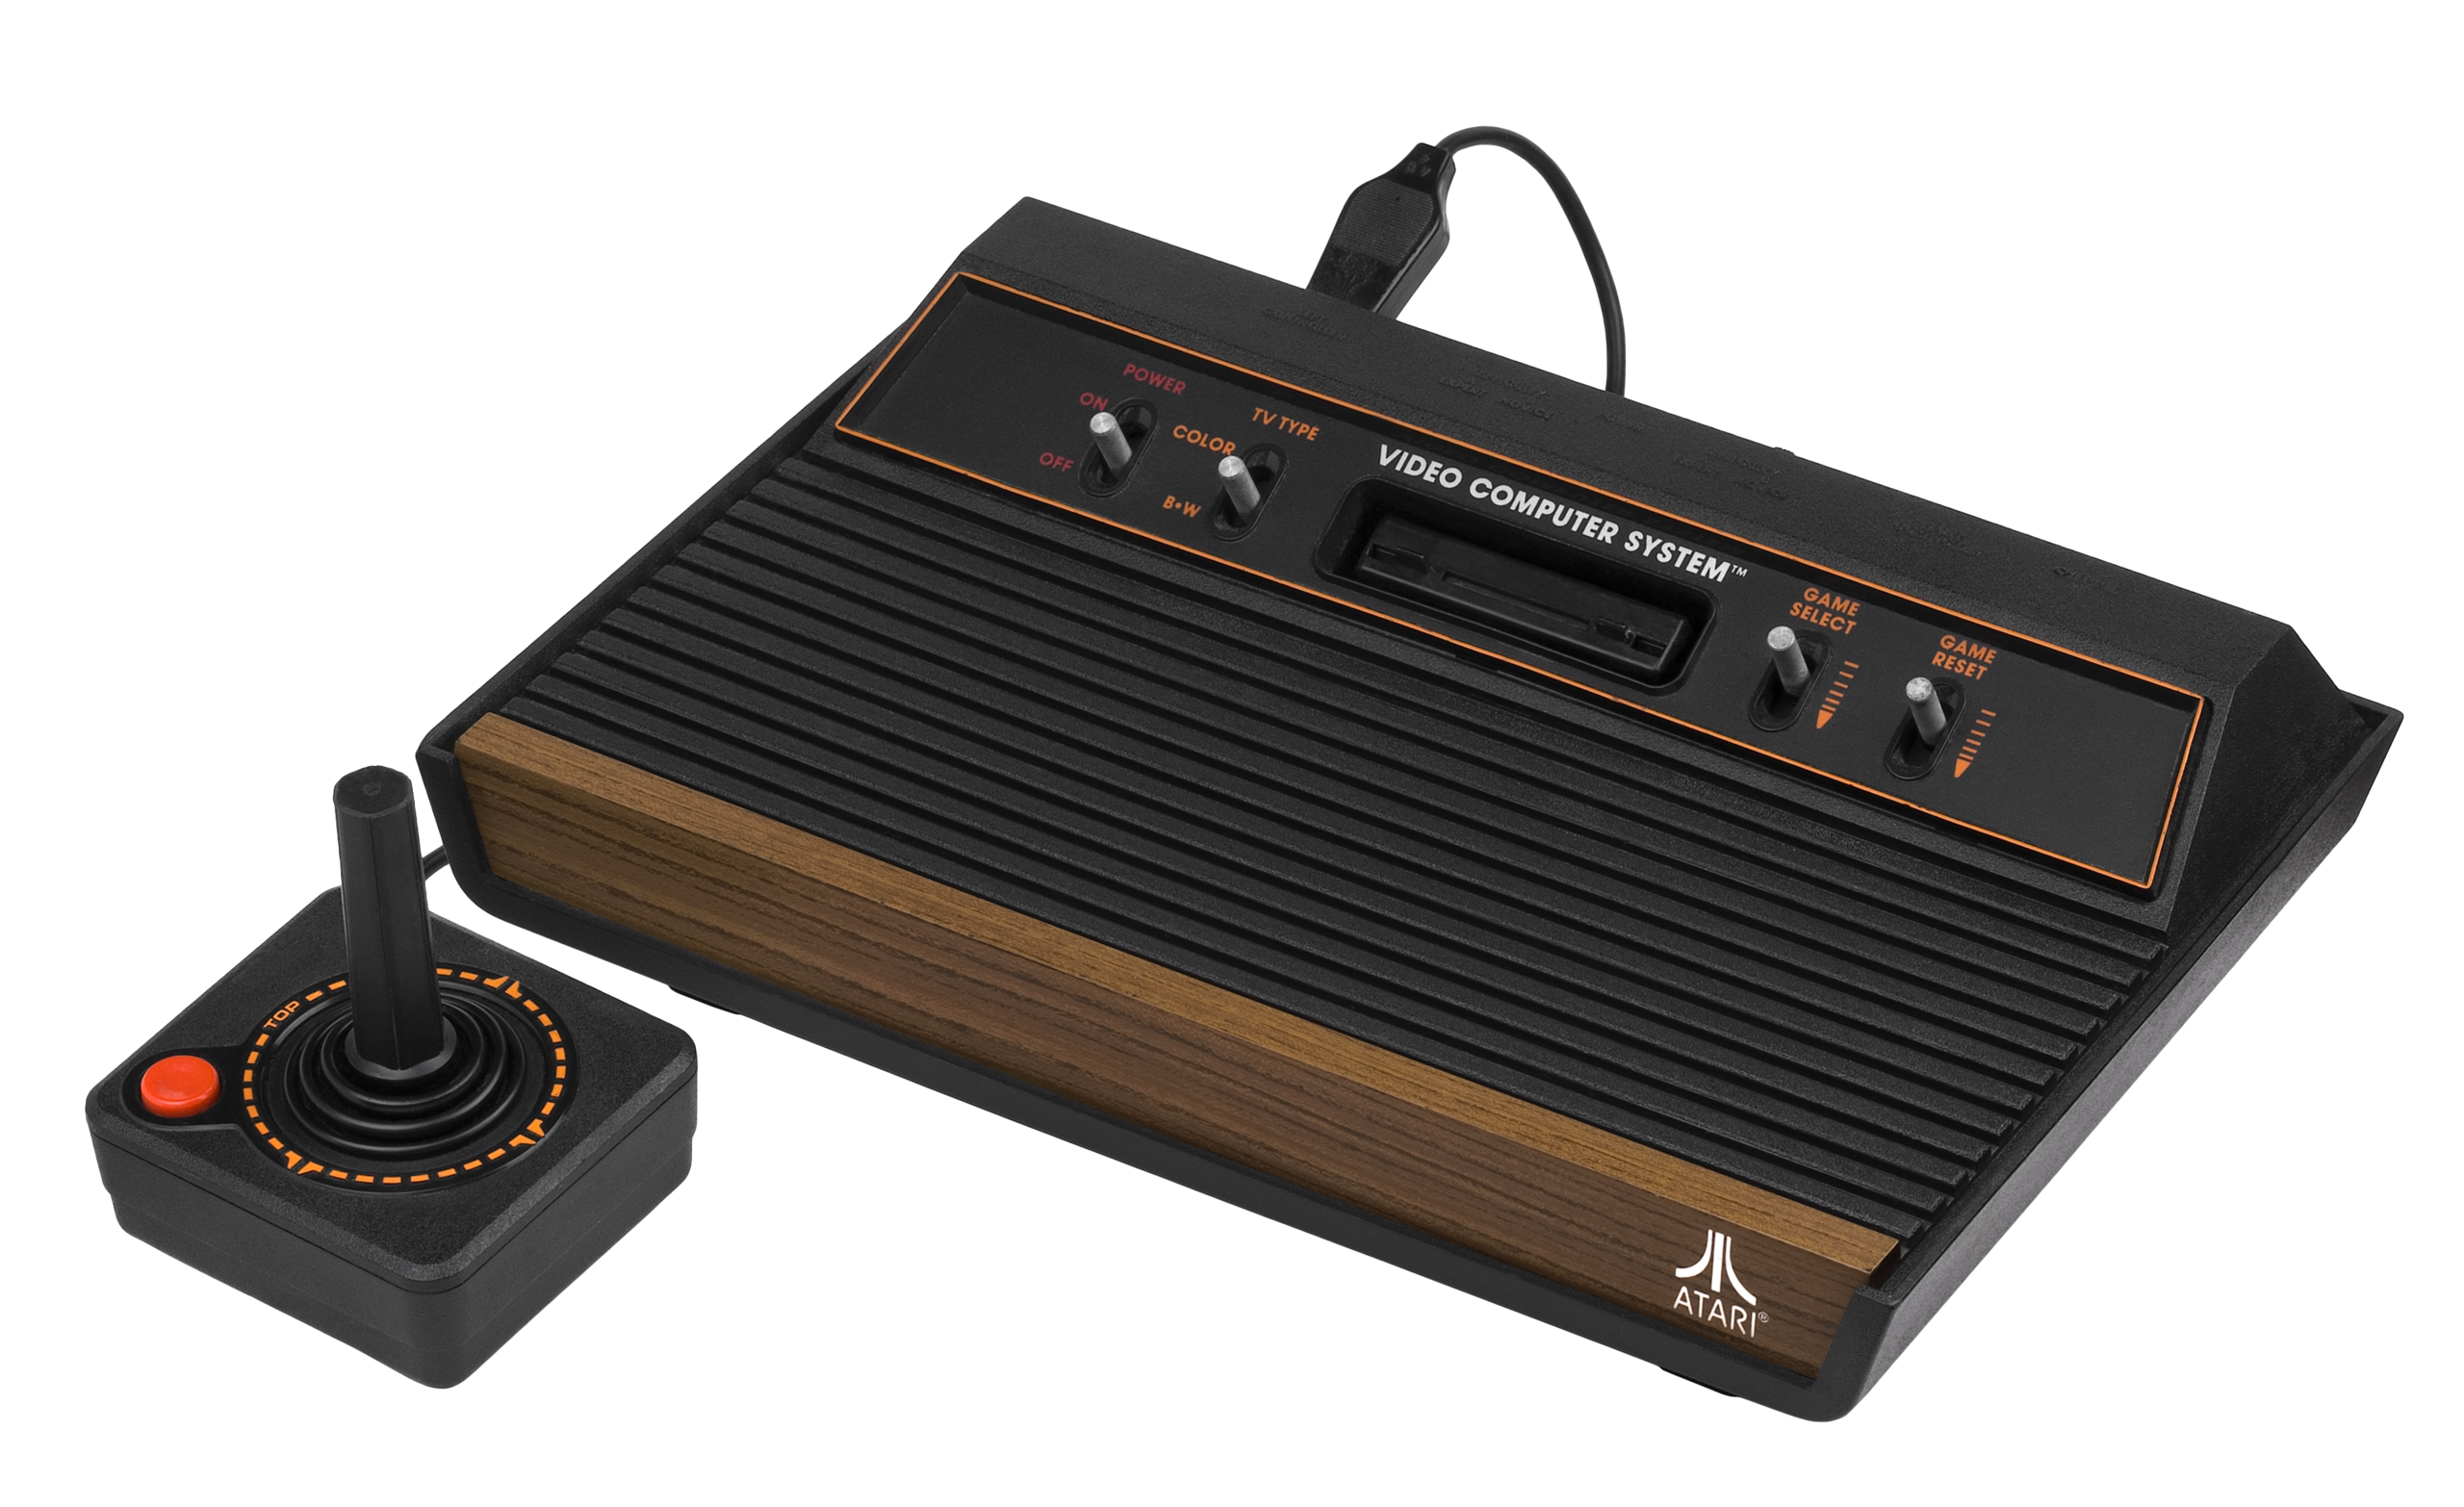 POWER
ON
OFF
TV TYPE
COLOR
B•W
VIDEO COMPUTER SYSTEM™
GAME
SELECT
GAME
RESET
TOP
ATARI®